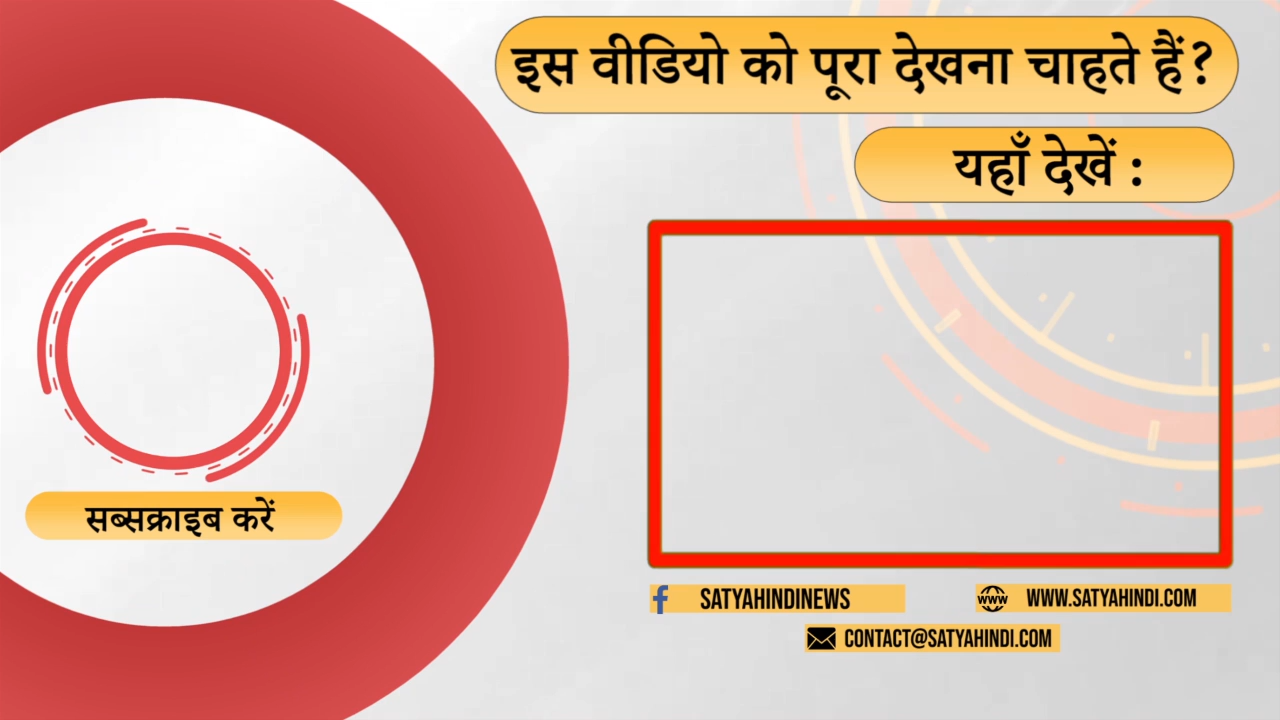 इस वीडियो को पूरा देखना चाहते हैं?
यहाँ देखें :
सब्सक्राइब करें
f SATYAHINDINEWS
WWW WWW.SATYAHINDI.COM
CONTACT@SATYAHINDI.COM